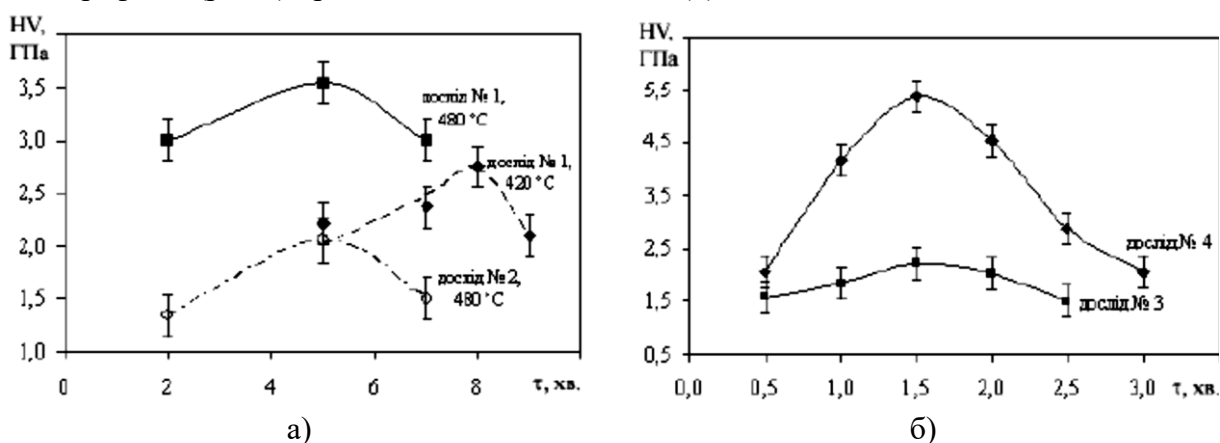 HV,
ГПа
3,5
3,0
2,5
2,0
1,5
1,0
0
2
4
6
8
τ, хв.
дослід № 1,
480 °C
дослід № 1,
420 °C
дослід № 2,
480 °C
а)
HV,
ГПа
5,5
4,5
3,5
2,5
1,5
0,5
0,0
0,5
1,0
1,5
2,0
2,5
3,0
τ, хв.
дослід № 4
дослід № 3
б)